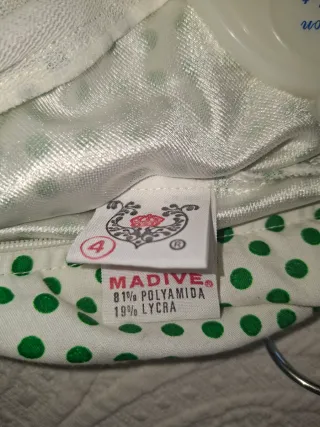 4
®
MADIVE®
81% POLYAMIDA
19% LYCRA